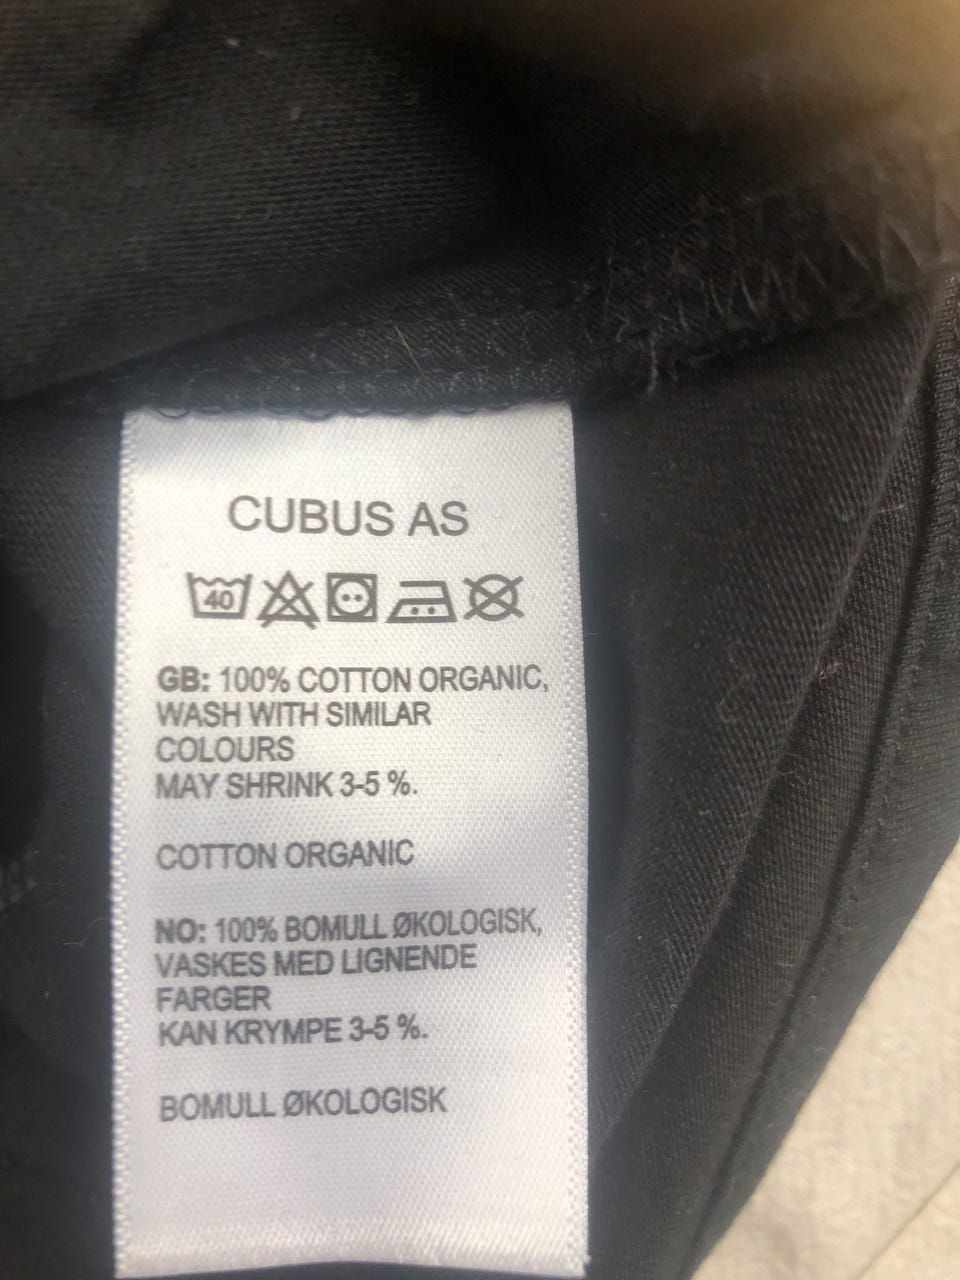 CUBUS AS
40
GB: 100% COTTON ORGANIC,
WASH WITH SIMILAR
COLOURS
MAY SHRINK 3-5 %.
COTTON ORGANIC
NO: 100% BOMULL ØKOLOGISK,
VASKES MED LIGNENDE
FARGER
KAN KRYMPE 3-5 %.
BOMULL ØKOLOGISK